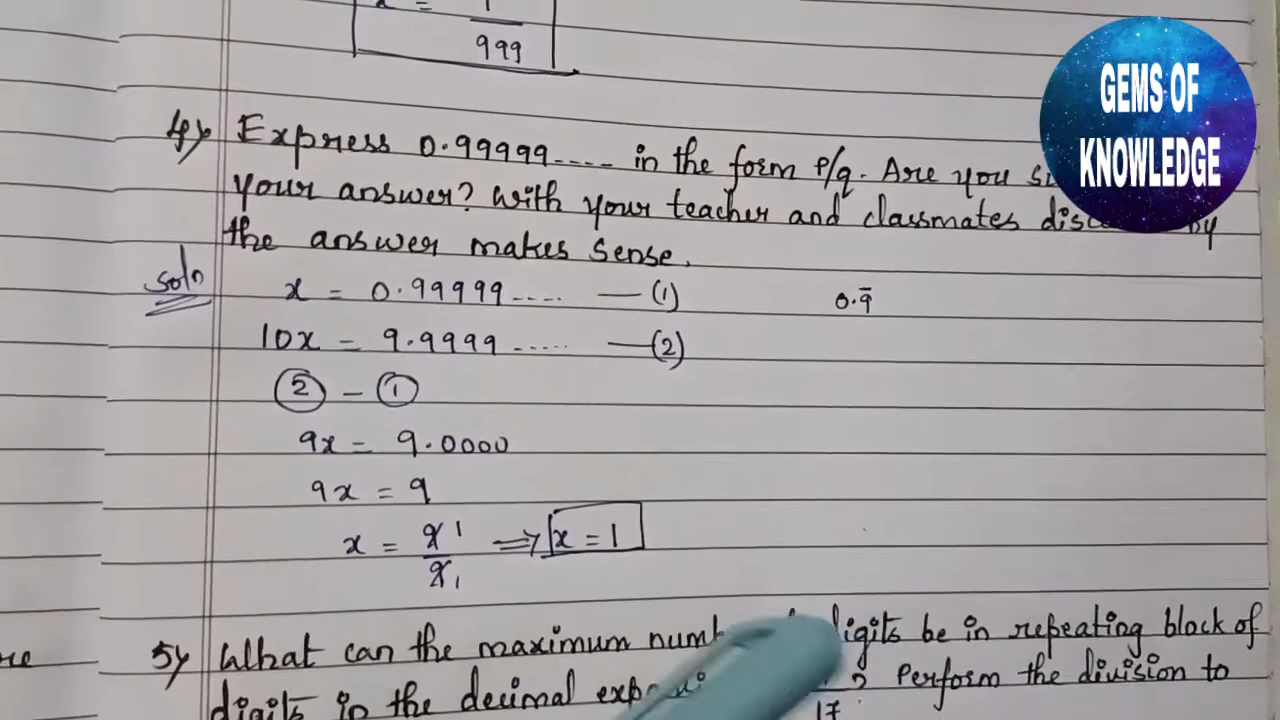 999
GEMS OF
KNOWLEDGE
4) Express 0.99999.... in the form P/q. Are you
your answer? With your teacher and classmates
the answer makes sense.
Soln
x = 0.99999..... —(1)
0.9̅
10x = 9.9999..... —(2)
② - ①
9x = 9.0000
9x = 9
x = 9 1 ⇒ x = 1
9 1
5) What can the maximum digits be in repeating block of
digits in the decimal ? Perform the division to
17